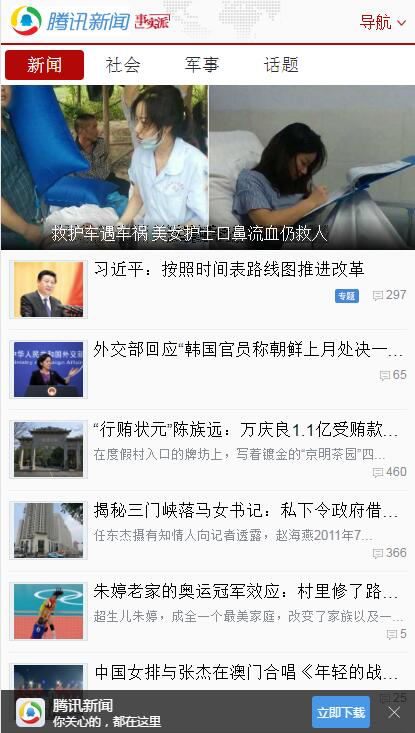 腾讯新闻 事实派 导航
新闻 社会 军事 话题
救护车遇车祸 美女护士口鼻流血仍救人
习近平：按照时间表路线图推进改革
专题 297
外交部回应“韩国官员称朝鲜上月处决一...
65
“行贿状元”陈族远：万庆良1.1亿受贿款...
在度假村入口的牌坊上，写着镀金的“京明茶园”四...
460
揭秘三门峡落马女书记：私下令政府借...
任东杰摄有知情人向记者透露，赵海燕2011年7...
366
朱婷老家的奥运冠军效应：村里修了路...
超生儿朱婷，成全一个最美家庭，改变了家族以及一...
5
中国女排与张杰在澳门合唱《年轻的战...
25
腾讯新闻
你关心的，都在这里
立即下载